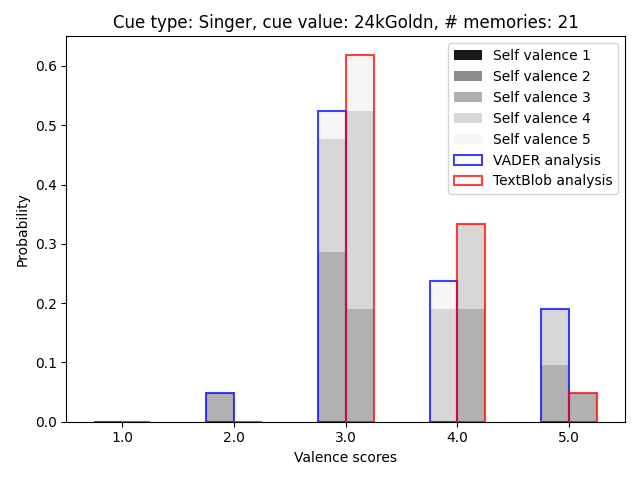 Cue type: Singer, cue value: 24kGoldn, # memories: 21
Self valence 1
Self valence 2
Self valence 3
Self valence 4
Self valence 5
VADER analysis
TextBlob analysis
Probability
0.6
0.5
0.4
0.3
0.2
0.1
0.0
1.0 2.0 3.0 4.0 5.0
Valence scores